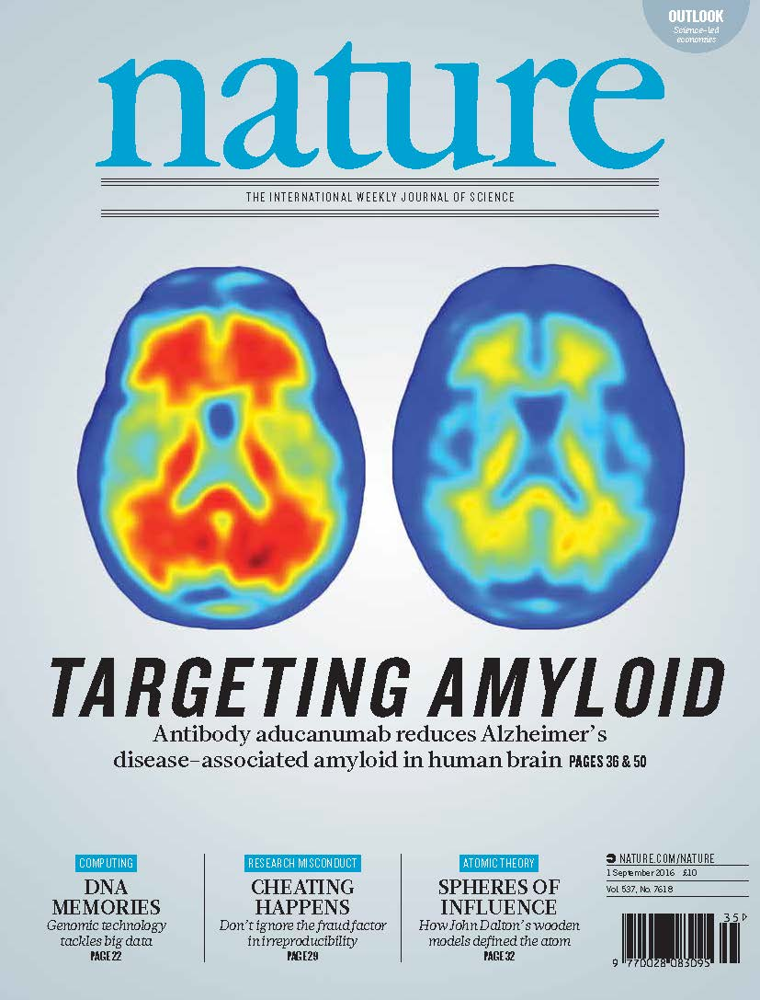 OUTLOOK
Science-led
economies
nature
THE INTERNATIONAL WEEKLY JOURNAL OF SCIENCE
TARGETING AMYLOID
Antibody aducanumab reduces Alzheimer's
disease-associated amyloid in human brain PAGES 36 & 50
COMPUTING
DNA
MEMORIES
Genomic technology
tackles big data
PAGE 22
RESEARCH MISCONDUCT
CHEATING
HAPPENS
Don't ignore the fraud factor
in irreproducibility
PAGE 29
ATOMIC THEORY
SPHERES OF
INFLUENCE
How John Dalton's wooden
models defined the atom
PAGE 32
NATURE.COM/NATURE
1 September 2016 £10
Vol. 537, No. 7618
35
9 770028 083095